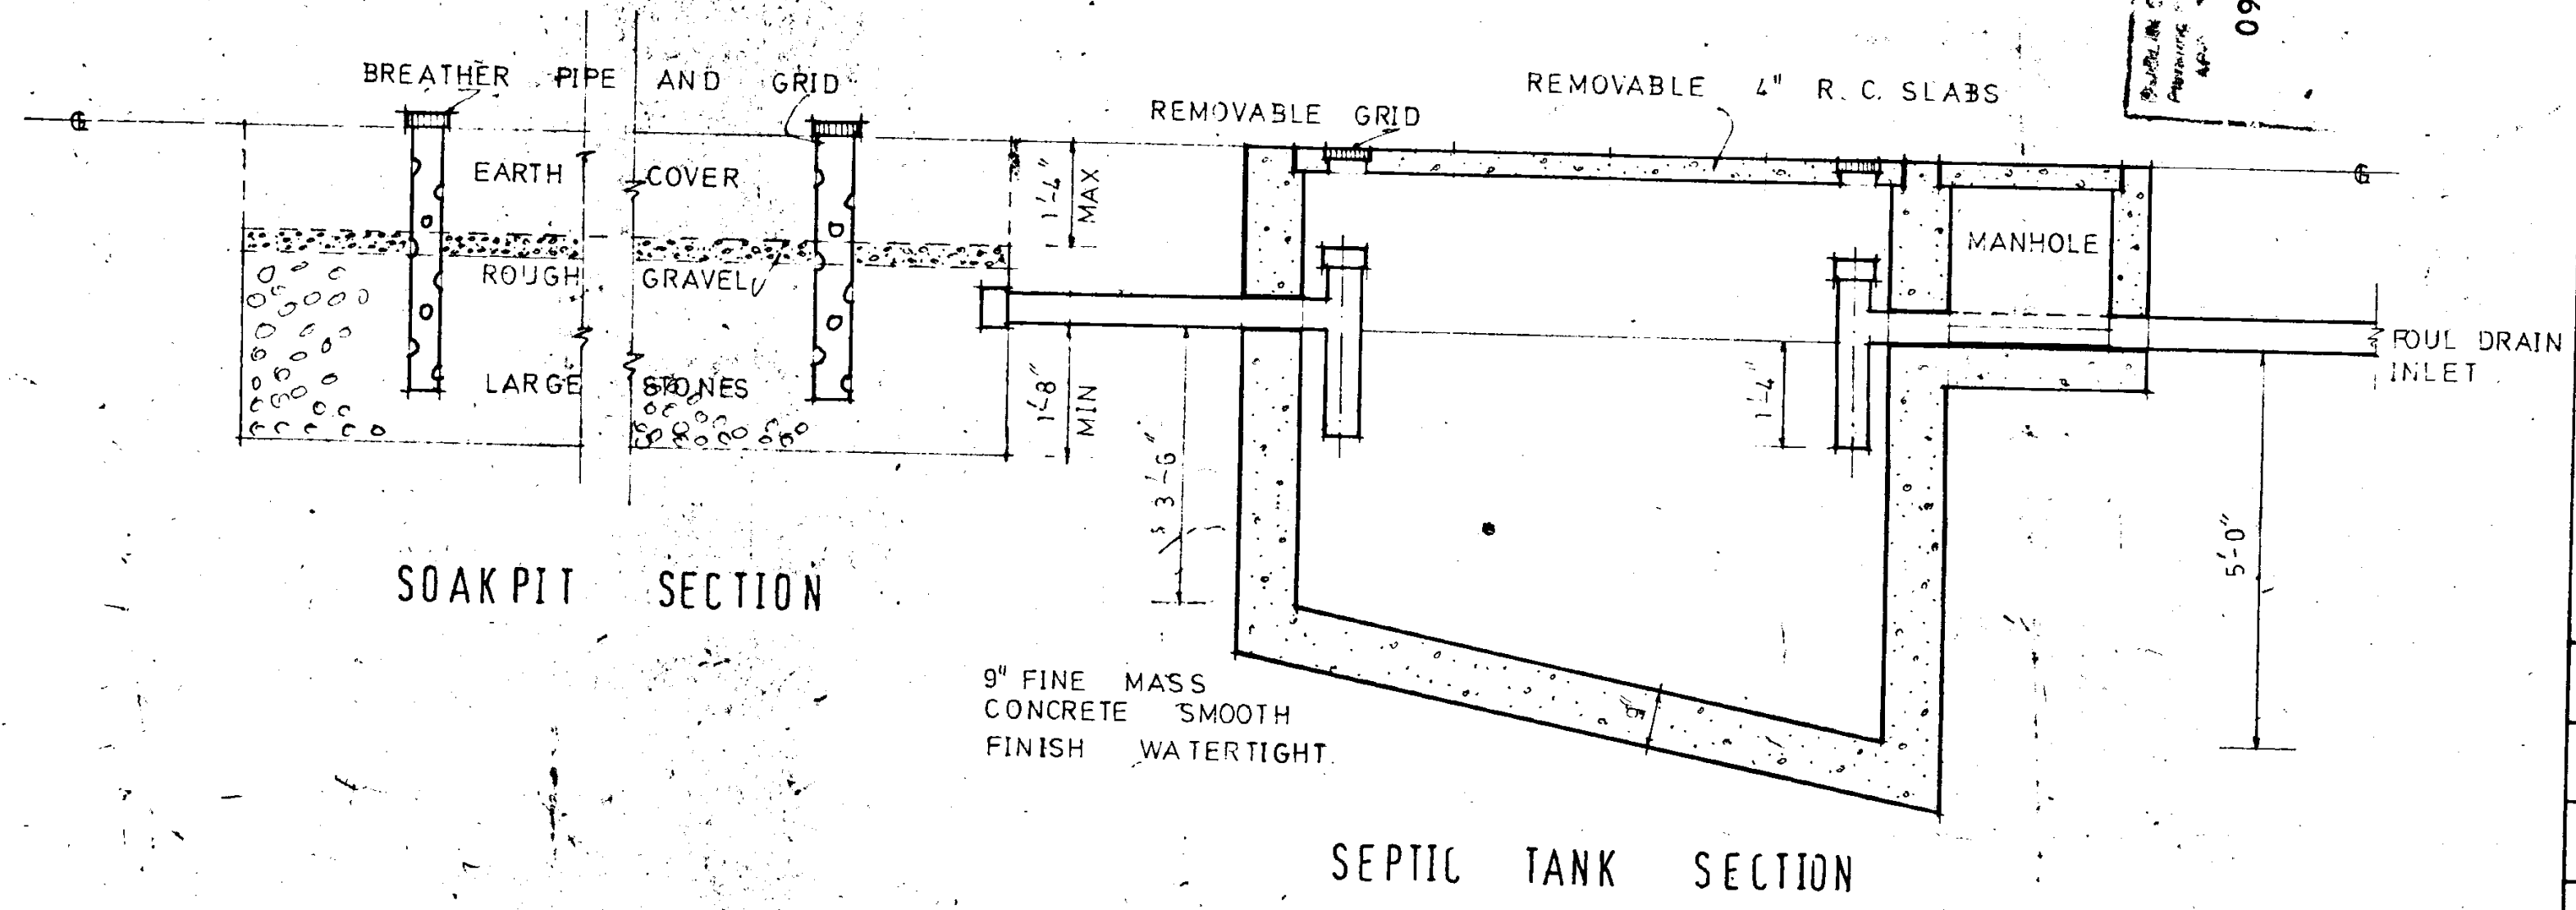 09
BREATHER PIPE AND GRID
REMOVABLE GRID
REMOVABLE 4" R.C. SLABS
EARTH COVER
1'-4"
MAX
MANHOLE
ROUGH GRAVEL
FOUL DRAIN
INLET
LARGE STONES
1'-8"
MIN
1'-4"
3'-6"
5'-0"
SOAKPIT SECTION
9" FINE MASS
CONCRETE SMOOTH
FINISH WATERTIGHT
9"
SEPTIC TANK SECTION